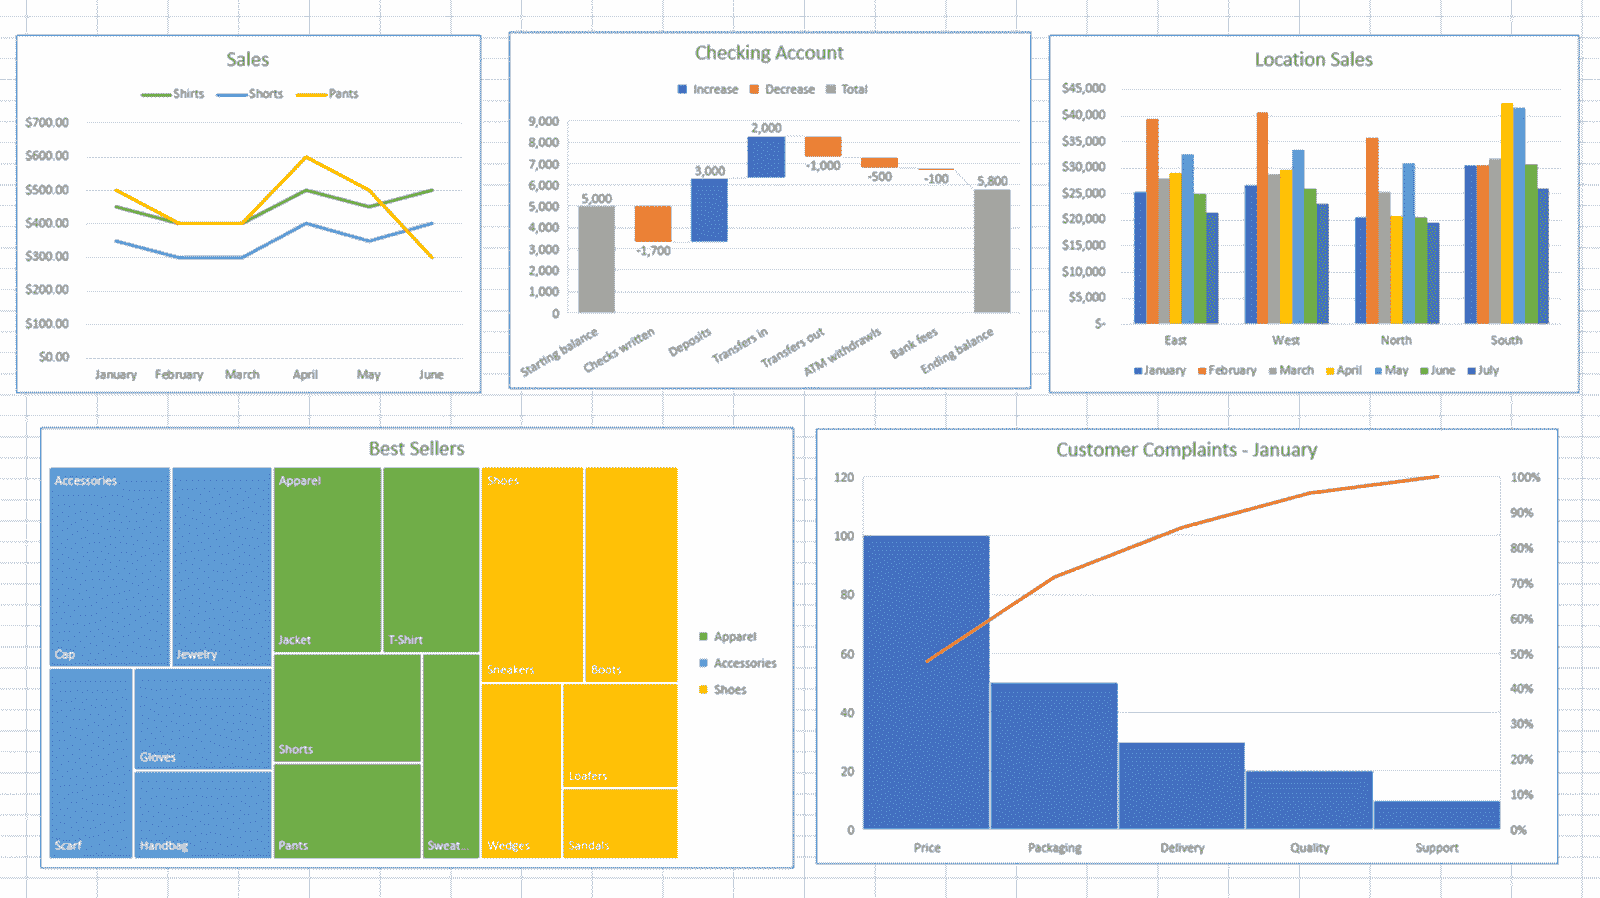 Sales
Shirts Shorts Pants
$700.00
$600.00
$500.00
$400.00
$300.00
$200.00
$100.00
$0.00
January February March April May June
Checking Account
Increase Decrease Total
9,000
8,000
7,000
6,000
5,000
4,000
3,000
2,000
1,000
0
5,000
-1,700
3,000
2,000
-1,000
-500
-100
5,800
Starting balance
Checks written
Deposits
Transfers in
Transfers out
ATM withdrawls
Bank fees
Ending balance
Location Sales
$45,000
$40,000
$35,000
$30,000
$25,000
$20,000
$15,000
$10,000
$5,000
$-
East West North South
January February March April May June July
Best Sellers
Accessories
Cap
Jewelry
Scarf
Gloves
Handbag
Apparel
Jacket
T-Shirt
Shorts
Pants
Sweat...
Shoes
Sneakers
Boots
Wedges
Loafers
Sandals
Apparel
Accessories
Shoes
Customer Complaints - January
120
100
80
60
40
20
0
100%
90%
80%
70%
60%
50%
40%
30%
20%
10%
0%
Price Packaging Delivery Quality Support